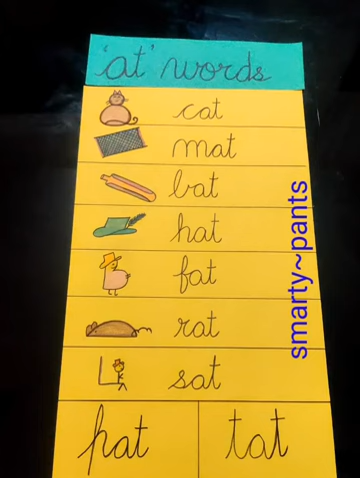 'at' words
cat
mat
bat
hat
fat
rat
sat
pat tat
smarty~pants